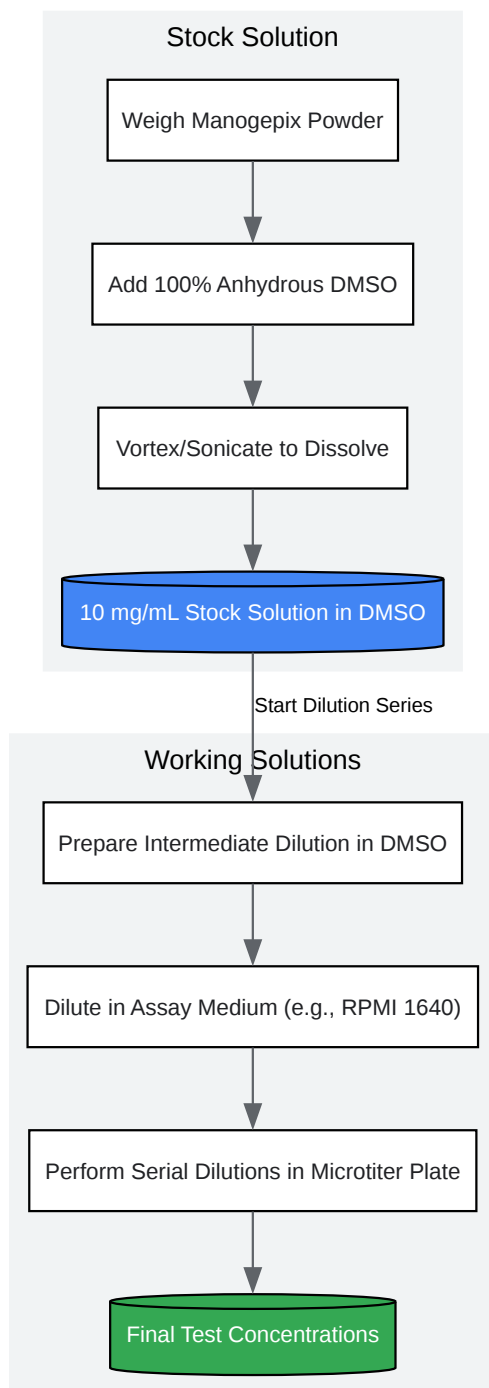 Stock Solution
Weigh Manogepix Powder
Add 100% Anhydrous DMSO
Vortex/Sonicate to Dissolve
10 mg/mL Stock Solution in DMSO
Start Dilution Series
Working Solutions
Prepare Intermediate Dilution in DMSO
Dilute in Assay Medium (e.g., RPMI 1640)
Perform Serial Dilutions in Microtiter Plate
Final Test Concentrations